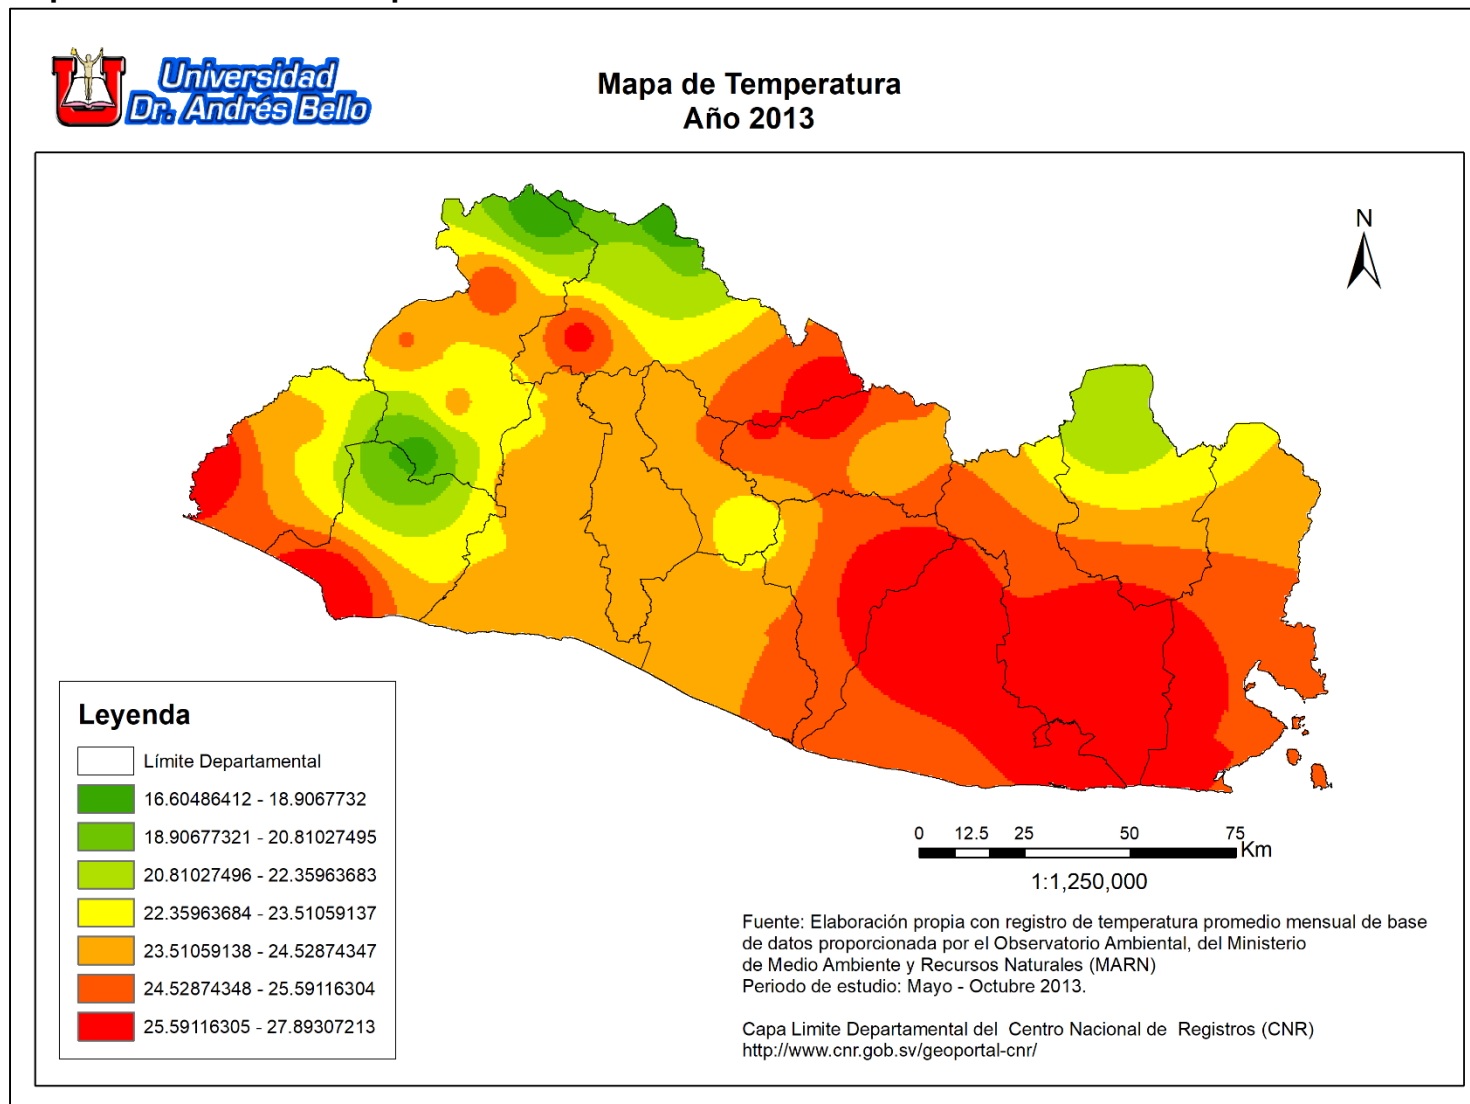 Universidad
Dr. Andrés Bello
Mapa de Temperatura
Año 2013
N
Leyenda
Límite Departamental
16.60486412 - 18.9067732
18.90677321 - 20.81027495
20.81027496 - 22.35963683
22.35963684 - 23.51059137
23.51059138 - 24.52874347
24.52874348 - 25.59116304
25.59116305 - 27.89307213
0 12.5 25 50 75
Km
1:1,250,000
Fuente: Elaboración propia con registro de temperatura promedio mensual de base
de datos proporcionada por el Observatorio Ambiental, del Ministerio
de Medio Ambiente y Recursos Naturales (MARN)
Periodo de estudio: Mayo - Octubre 2013.
Capa Limite Departamental del Centro Nacional de Registros (CNR)
http://www.cnr.gob.sv/geoportal-cnr/